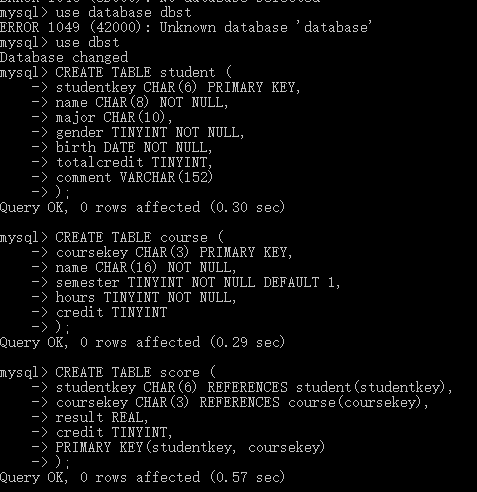 mysql> use database dbst
ERROR 1049 (42000): Unknown database 'database'
mysql> use dbst
Database changed
mysql> CREATE TABLE student (
    -> studentkey CHAR(6) PRIMARY KEY,
    -> name CHAR(8) NOT NULL,
    -> major CHAR(10),
    -> gender TINYINT NOT NULL,
    -> birth DATE NOT NULL,
    -> totalcredit TINYINT,
    -> comment VARCHAR(152)
    -> );
Query OK, 0 rows affected (0.30 sec)

mysql> CREATE TABLE course (
    -> coursekey CHAR(3) PRIMARY KEY,
    -> name CHAR(16) NOT NULL,
    -> semester TINYINT NOT NULL DEFAULT 1,
    -> hours TINYINT NOT NULL,
    -> credit TINYINT
    -> );
Query OK, 0 rows affected (0.29 sec)

mysql> CREATE TABLE score (
    -> studentkey CHAR(6) REFERENCES student(studentkey),
    -> coursekey CHAR(3) REFERENCES course(coursekey),
    -> result REAL,
    -> credit TINYINT,
    -> PRIMARY KEY(studentkey, coursekey)
    -> );
Query OK, 0 rows affected (0.57 sec)